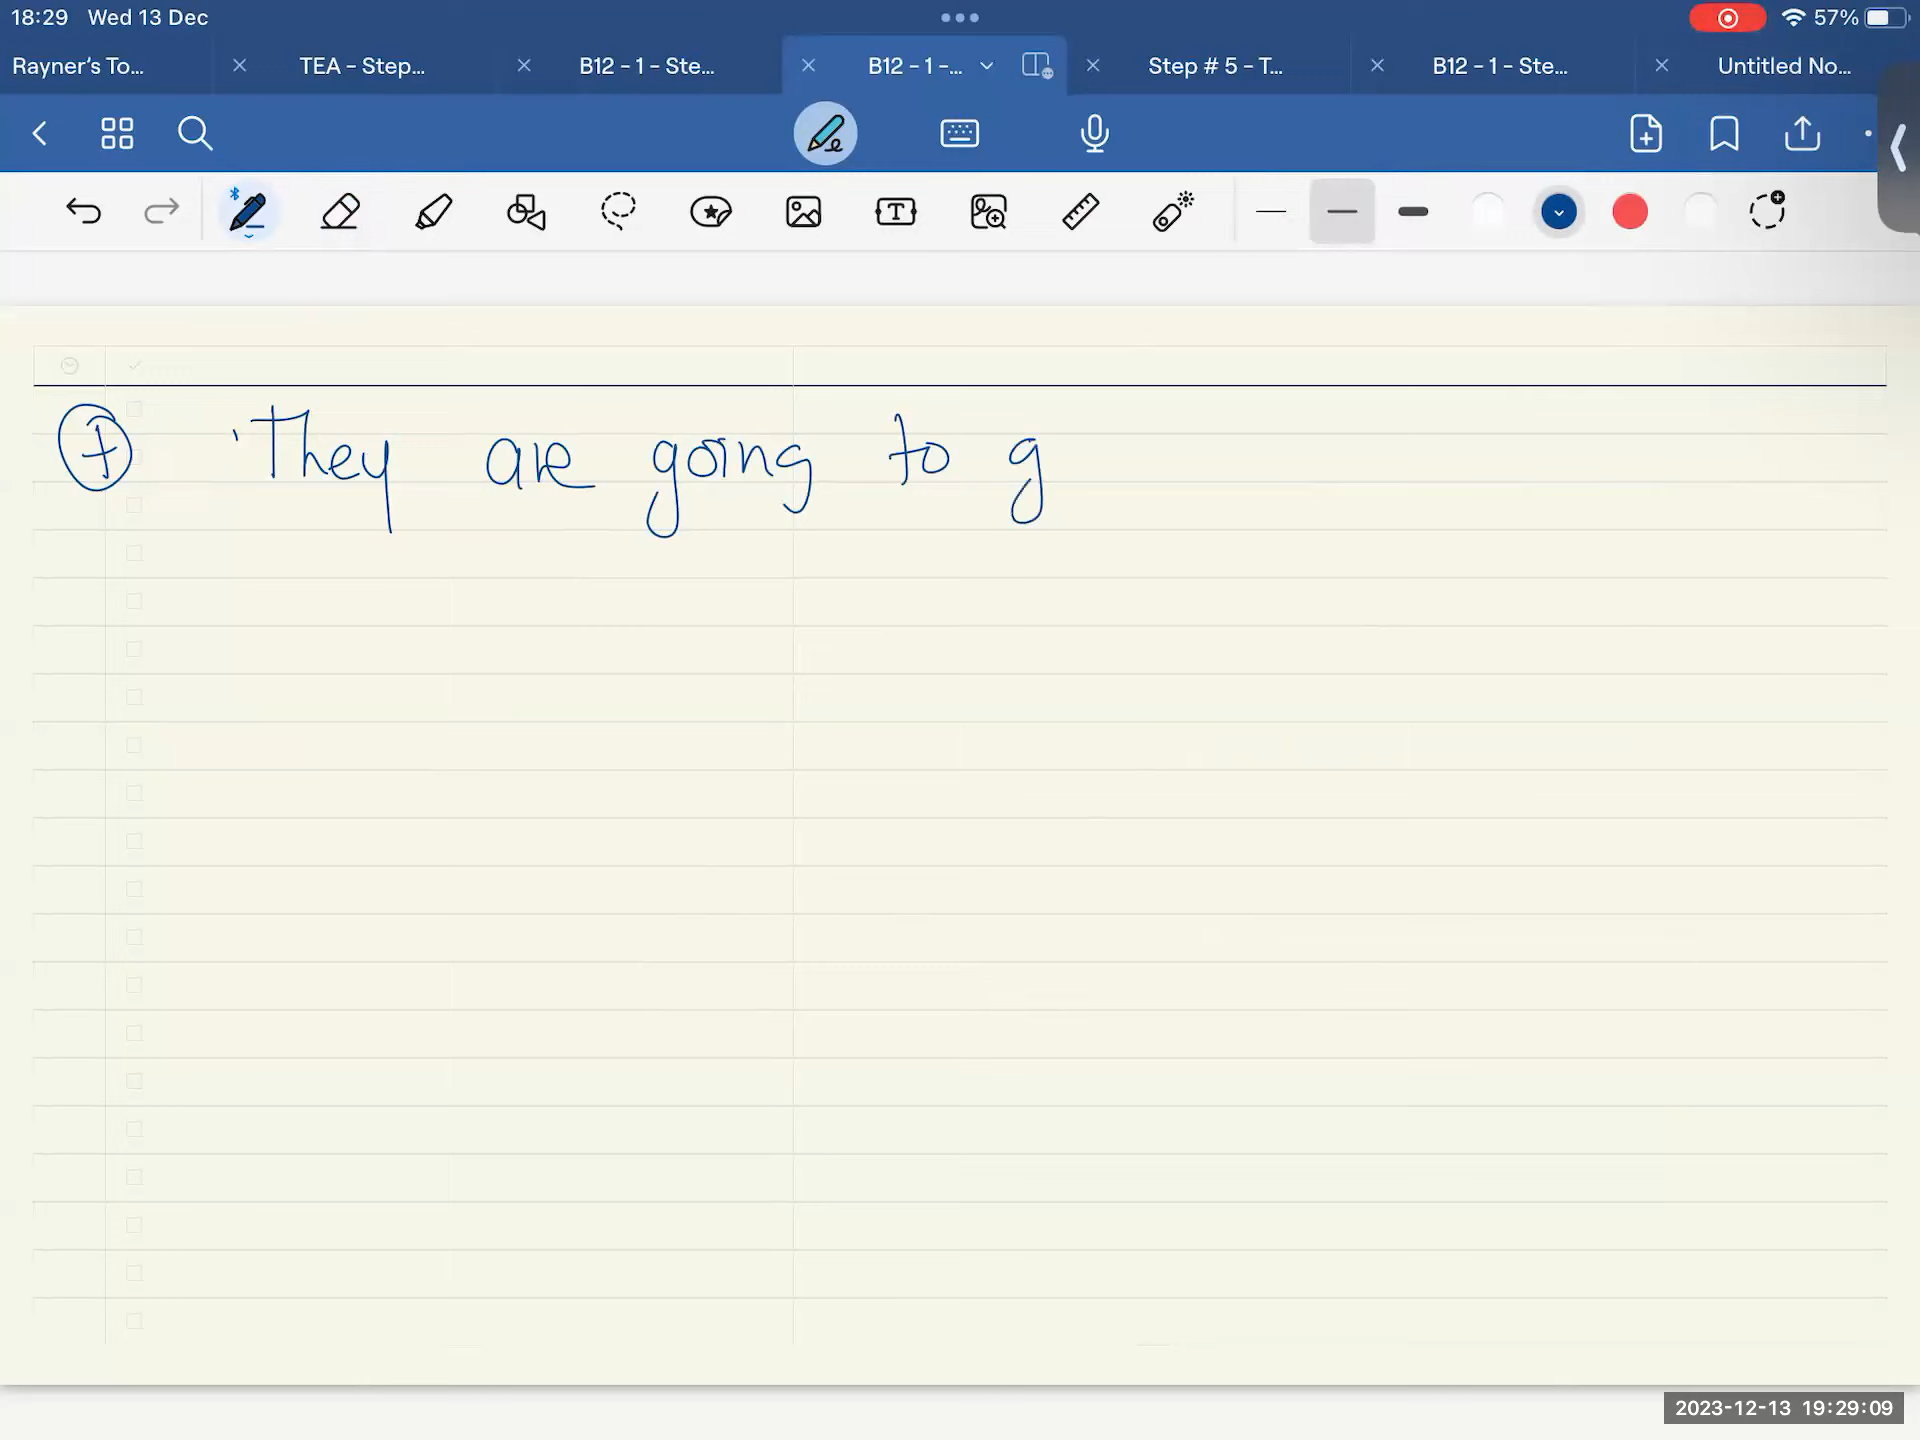 18:29 Wed 13 Dec 57%
Rayner's To... TEA – Step... B12 – 1 – Ste... B12 – 1 –... Step # 5 – T... B12 – 1 – Ste... Untitled No...
They are going to g
2023-12-13 19:29:09